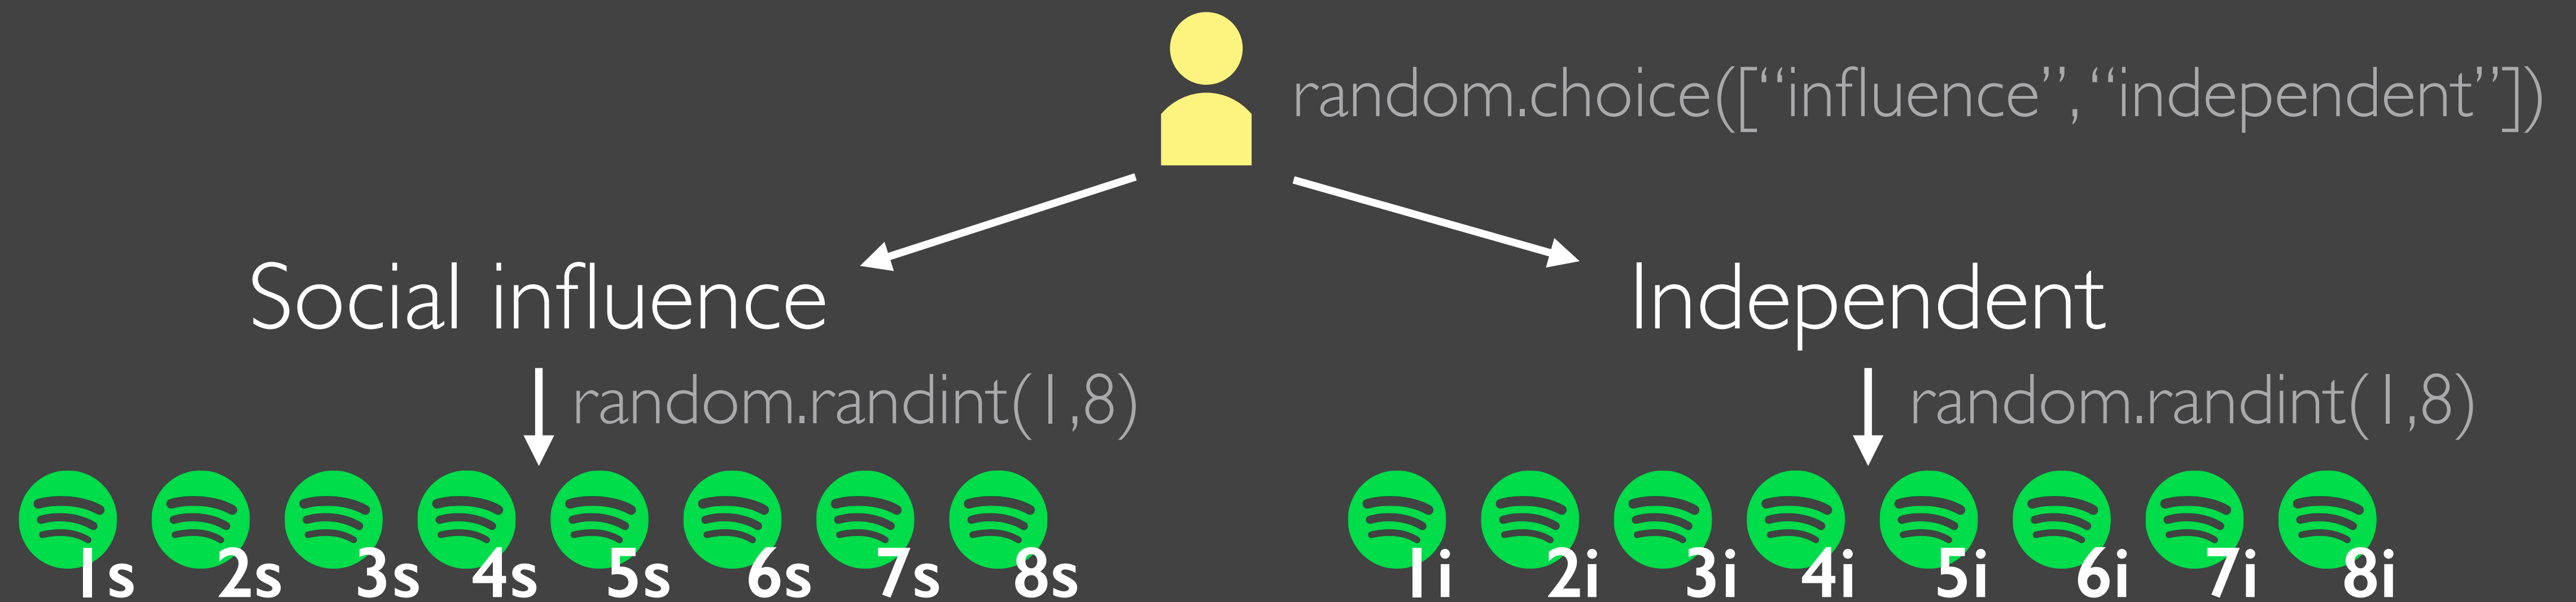 random.choice([“influence”, “independent”])
Social influence
Independent
random.randint(1,8)
random.randint(1,8)
1s 2s 3s 4s 5s 6s 7s 8s
1i 2i 3i 4i 5i 6i 7i 8i